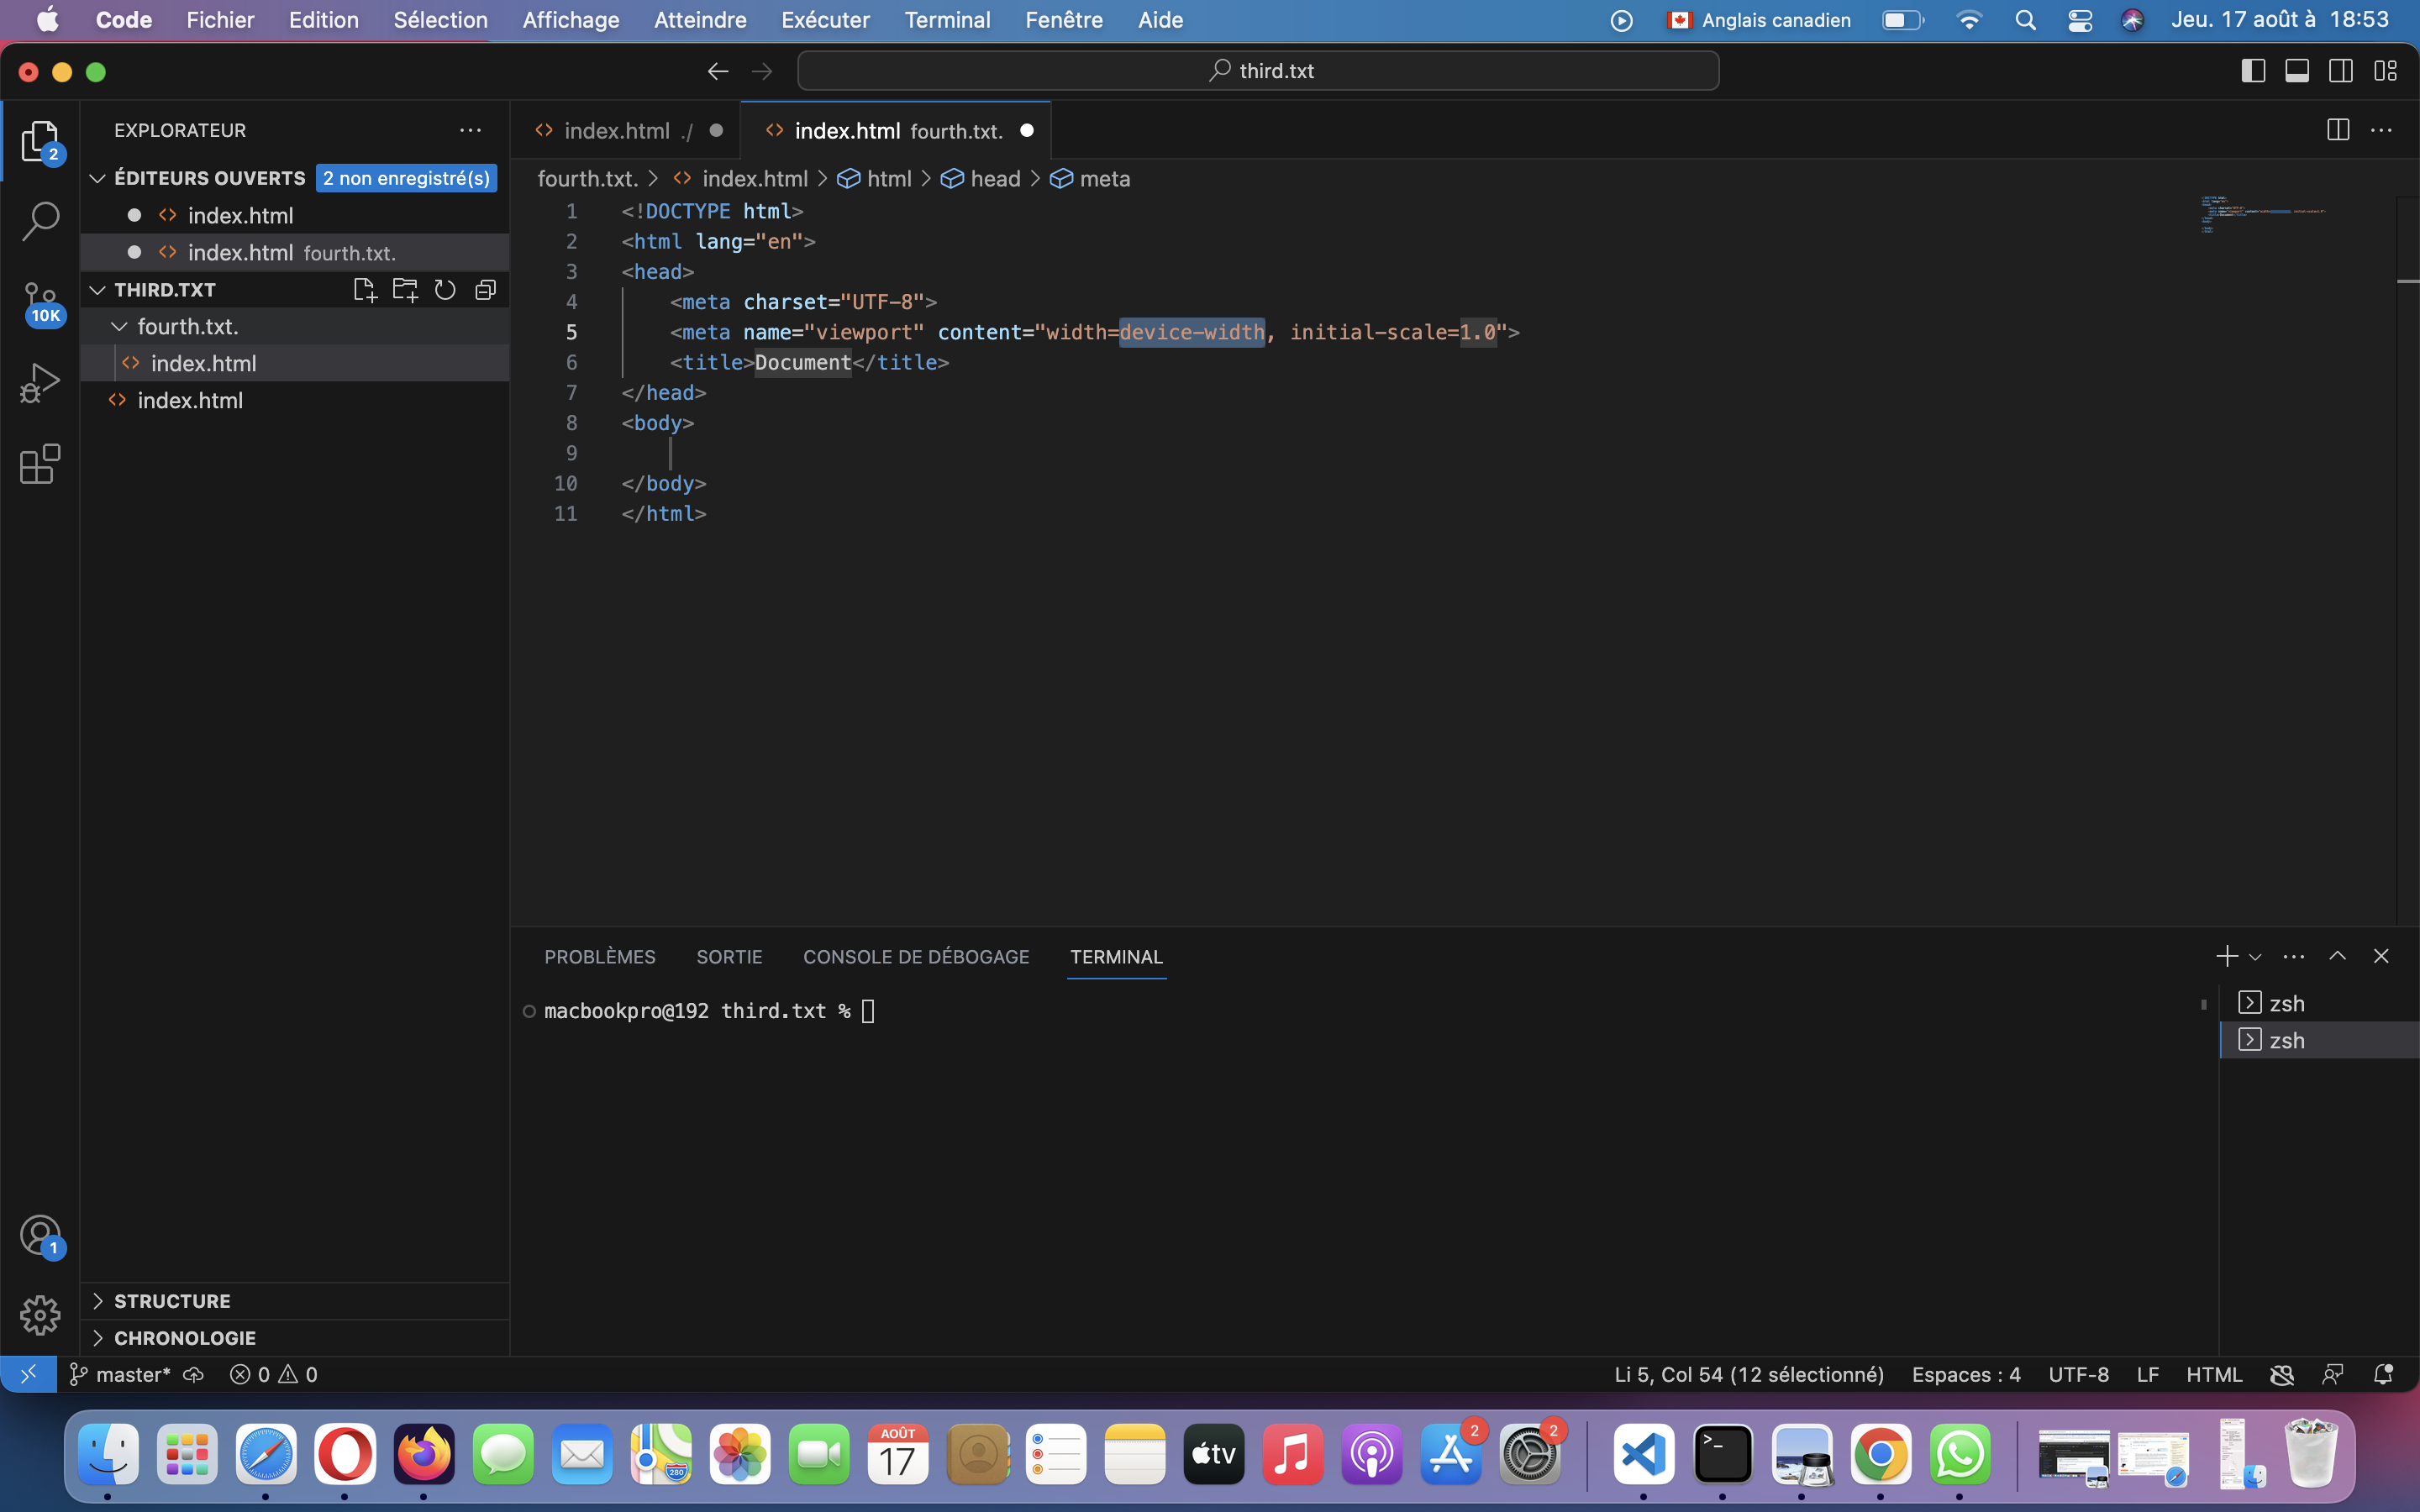 Code Fichier Edition Sélection Affichage Atteindre Exécuter Terminal Fenêtre Aide Anglais canadien Jeu. 17 août à 18:53
third.txt
EXPLORATEUR
ÉDITEURS OUVERTS 2 non enregistré(s)
index.html
index.html fourth.txt.
THIRD.TXT
fourth.txt.
index.html
index.html
2
10K
1
STRUCTURE
CHRONOLOGIE
index.html ./ index.html fourth.txt.
fourth.txt. > index.html > html > head > meta
1 <!DOCTYPE html>
2 <html lang="en">
3 <head>
4 <meta charset="UTF-8">
5 <meta name="viewport" content="width=device-width, initial-scale=1.0">
6 <title>Document</title>
7 </head>
8 <body>
9
10 </body>
11 </html>
PROBLÈMES SORTIE CONSOLE DE DÉBOGAGE TERMINAL
macbookpro@192 third.txt %
zsh
zsh
master* 0 0 Li 5, Col 54 (12 sélectionné) Espaces : 4 UTF-8 LF HTML
280 AOÛT 17 tv 2 2 >_